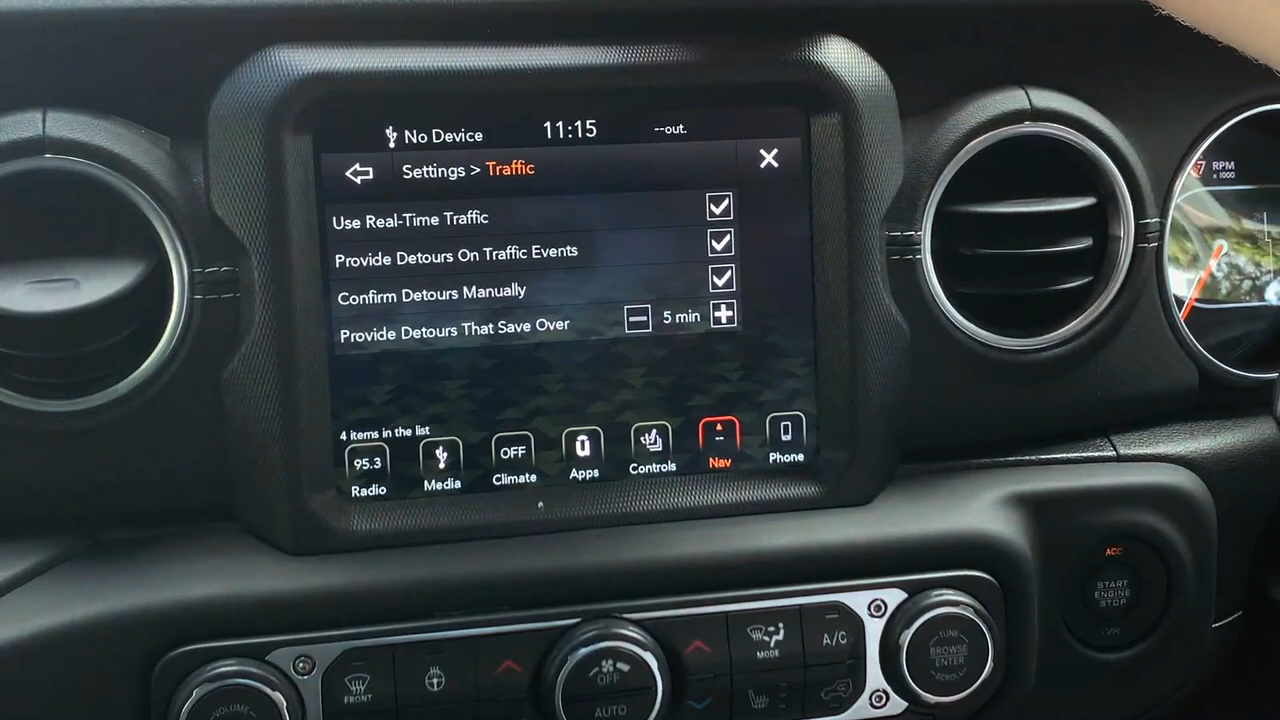 No Device 11:15 --out.
Settings > Traffic
Use Real-Time Traffic
Provide Detours On Traffic Events
Confirm Detours Manually
Provide Detours That Save Over 5 min
4 items in the list
95.3 OFF
Radio Media Climate Apps Controls Nav Phone
RPM
x 1000
ACC
START
ENGINE
STOP
FRONT
OFF
AUTO
MODE
A/C
VOLUME
TUNE
BROWSE
ENTER
SCROLL